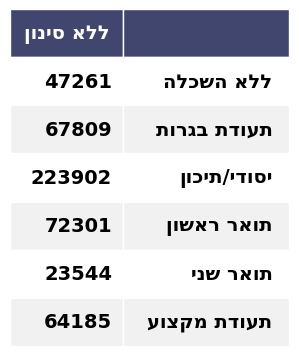 ללא סינון
ללא השכלה 47261
תעודת בגרות 67809
יסודי/תיכון 223902
תואר ראשון 72301
תואר שני 23544
תעודת מקצוע 64185